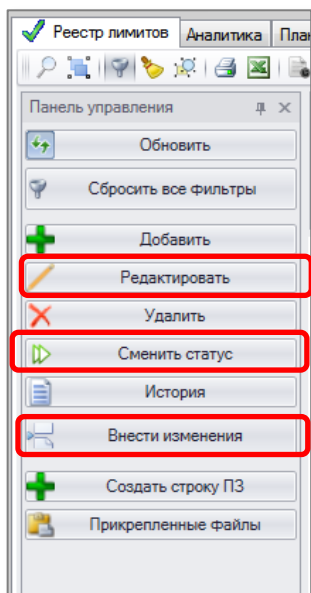 Реестр лимитов Аналитика
Панель управления
Обновить
Сбросить все фильтры
Добавить
Редактировать
Удалить
Сменить статус
История
Внести изменения
Создать строку ПЗ
Прикрепленные файлы